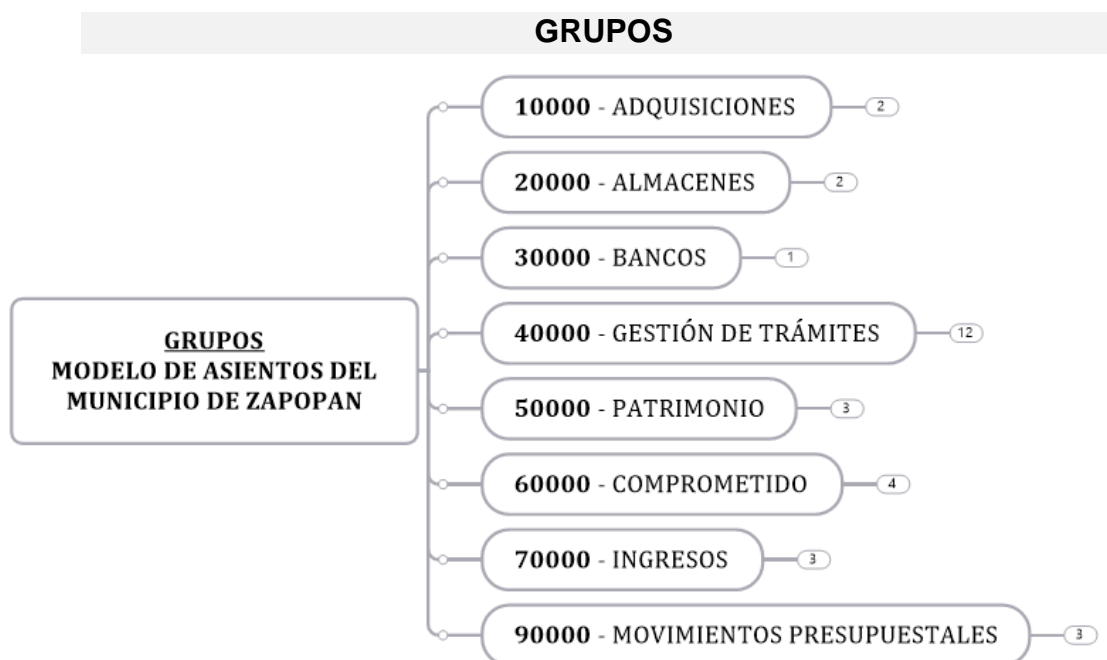 GRUPOS
10000 - ADQUISICIONES 2
20000 - ALMACENES 2
30000 - BANCOS 1
40000 - GESTIÓN DE TRÁMITES 12
GRUPOS
MODELO DE ASIENTOS DEL
MUNICIPIO DE ZAPOPAN
50000 - PATRIMONIO 3
60000 - COMPROMETIDO 4
70000 - INGRESOS 3
90000 - MOVIMIENTOS PRESUPUESTALES 3